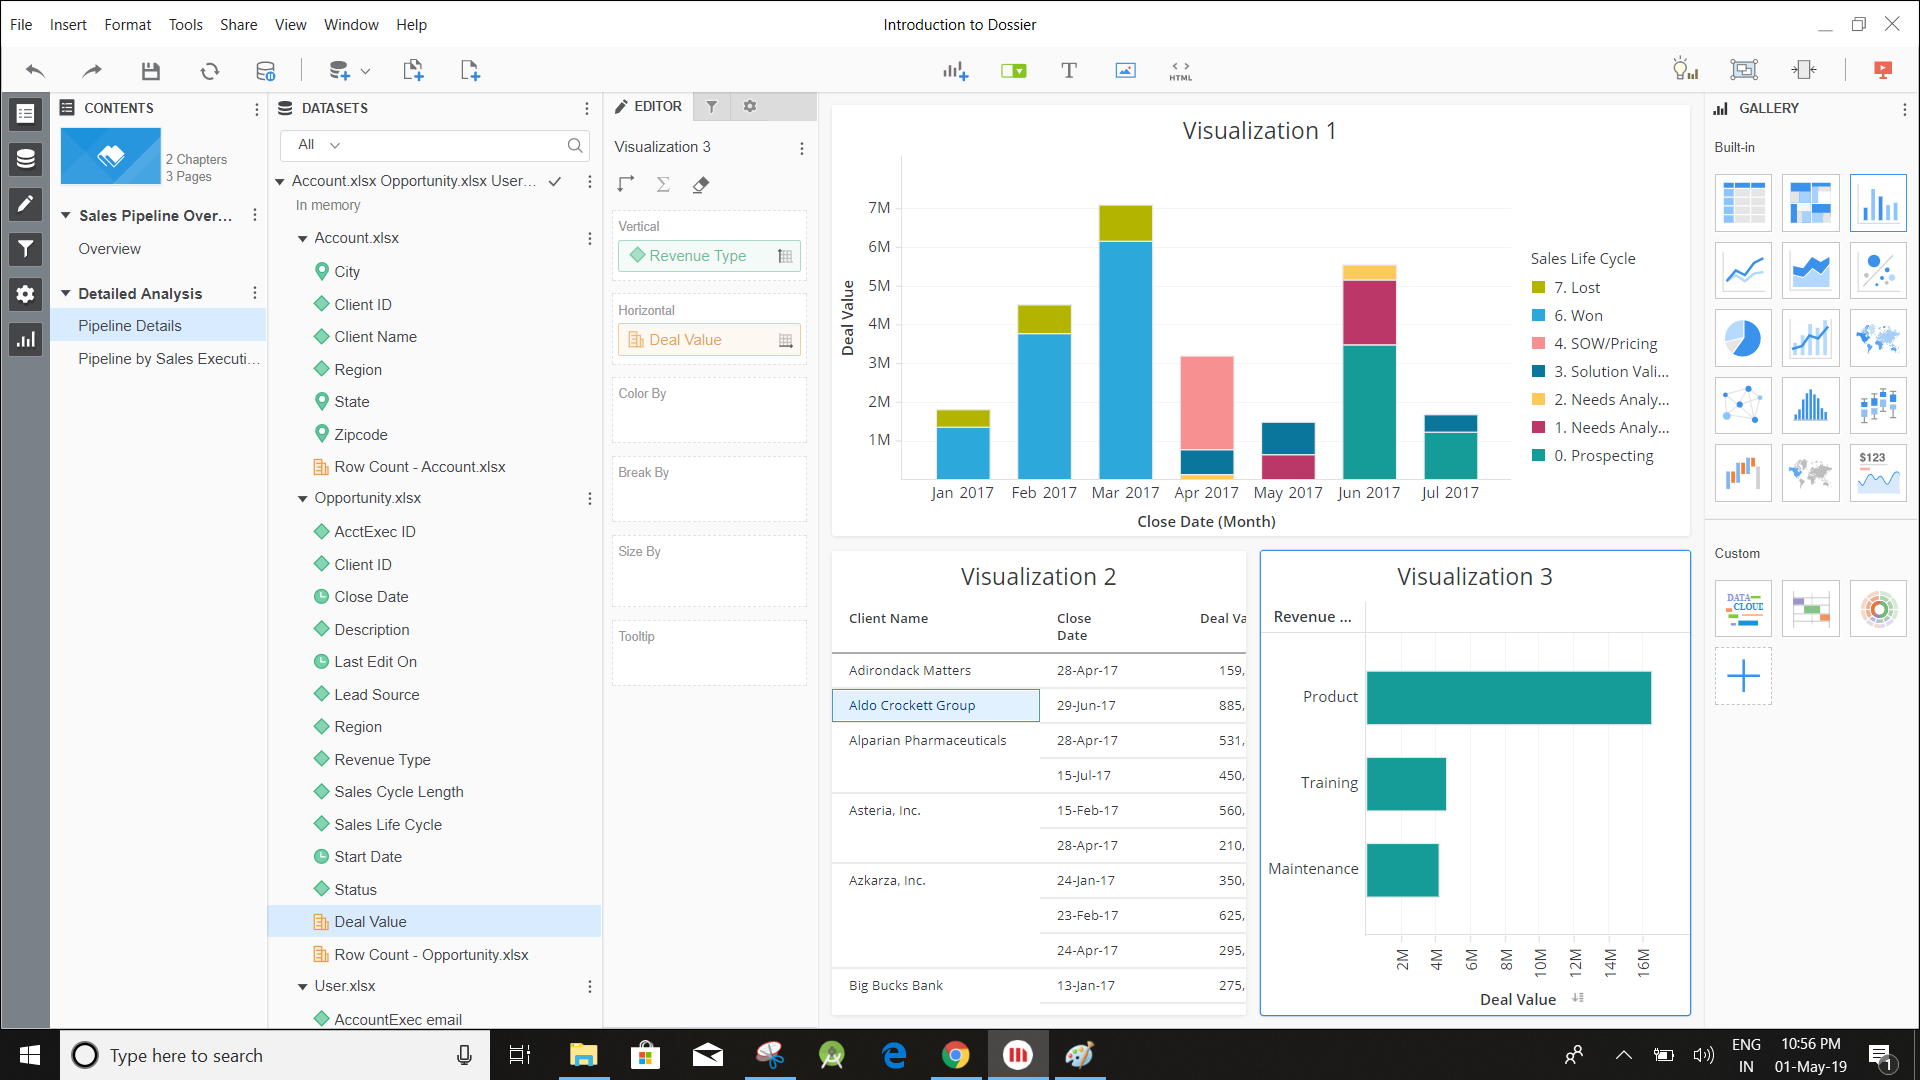 File Insert Format Tools Share View Window Help
Introduction to Dossier
HTML
CONTENTS
2 Chapters
3 Pages
Sales Pipeline Over...
Overview
Detailed Analysis
Pipeline Details
Pipeline by Sales Executi...
DATASETS
All
Account.xlsx Opportunity.xlsx User...
In memory
Account.xlsx
City
Client ID
Client Name
Region
State
Zipcode
Row Count - Account.xlsx
Opportunity.xlsx
AcctExec ID
Client ID
Close Date
Description
Last Edit On
Lead Source
Region
Revenue Type
Sales Cycle Length
Sales Life Cycle
Start Date
Status
Deal Value
Row Count - Opportunity.xlsx
User.xlsx
AccountExec email
EDITOR
Visualization 3
Vertical
Revenue Type
Horizontal
Deal Value
Color By
Break By
Size By
Tooltip
Visualization 1
Deal Value
7M
6M
5M
4M
3M
2M
1M
Jan 2017 Feb 2017 Mar 2017 Apr 2017 May 2017 Jun 2017 Jul 2017
Close Date (Month)
Sales Life Cycle
7. Lost
6. Won
4. SOW/Pricing
3. Solution Vali...
2. Needs Analy...
1. Needs Analy...
0. Prospecting
Visualization 2
Client Name Close Date Deal Va
Adirondack Matters 28-Apr-17 159,
Aldo Crockett Group 29-Jun-17 885,
Alparian Pharmaceuticals 28-Apr-17 531,
15-Jul-17 450,
Asteria, Inc. 15-Feb-17 560,
28-Apr-17 210,
Azkarza, Inc. 24-Jan-17 350,
23-Feb-17 625,
24-Apr-17 295,
Big Bucks Bank 13-Jan-17 275,
Visualization 3
Revenue ...
Product
Training
Maintenance
2M 4M 6M 8M 10M 12M 14M 16M
Deal Value
GALLERY
Built-in
$123
Custom
DATA
CLOUD
Type here to search
ENG
IN
10:56 PM
01-May-19
1